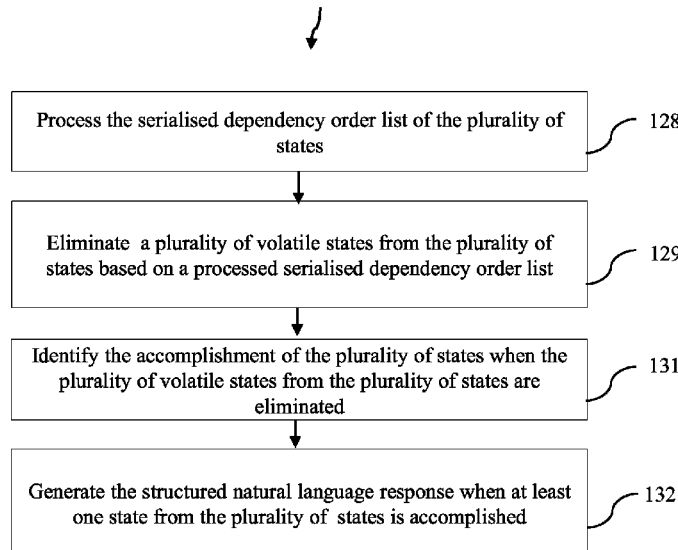 Process the serialised dependency order list of the plurality of
states
128
Eliminate a plurality of volatile states from the plurality of
states based on a processed serialised dependency order list
129
Identify the accomplishment of the plurality of states when the
plurality of volatile states from the plurality of states are
eliminated
131
Generate the structured natural language response when at least
one state from the plurality of states is accomplished
132